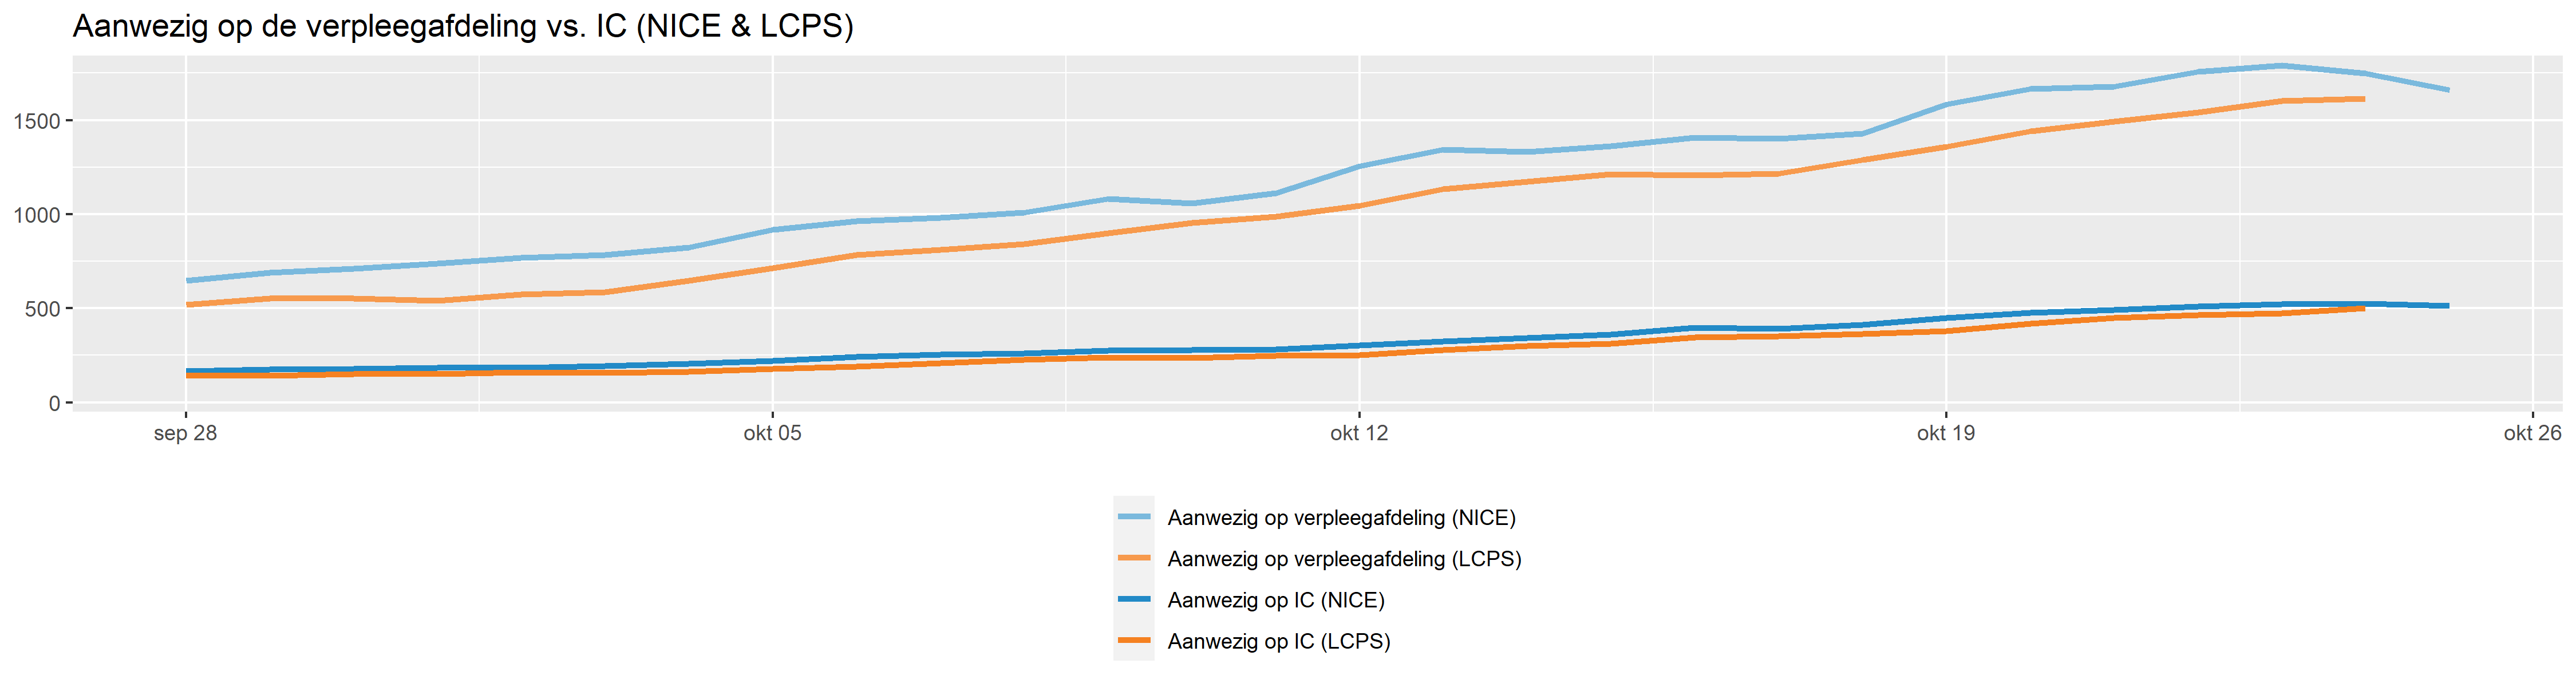 Aanwezig op de verpleegafdeling vs. IC (NICE & LCPS)
1500
1000
500
0
sep 28 okt 05 okt 12 okt 19 okt 26
Aanwezig op verpleegafdeling (NICE)
Aanwezig op verpleegafdeling (LCPS)
Aanwezig op IC (NICE)
Aanwezig op IC (LCPS)